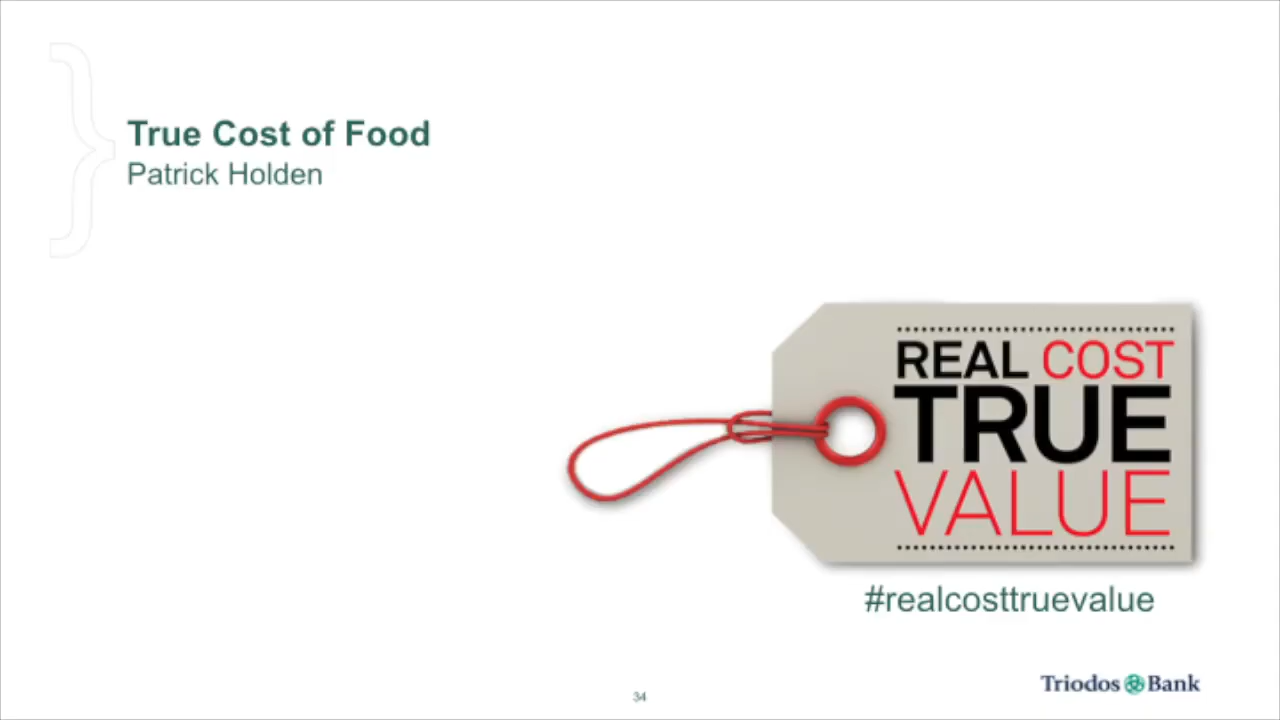 True Cost of Food
Patrick Holden
REAL COST
TRUE
VALUE
#realcosttruevalue
34
Triodos Bank